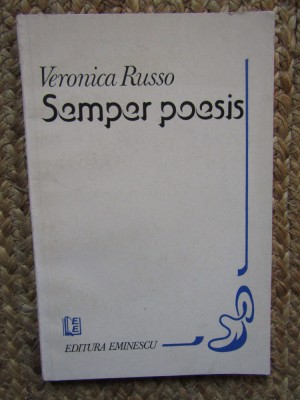 Veronica Russo
Semper poesis
EDITURA EMINESCU